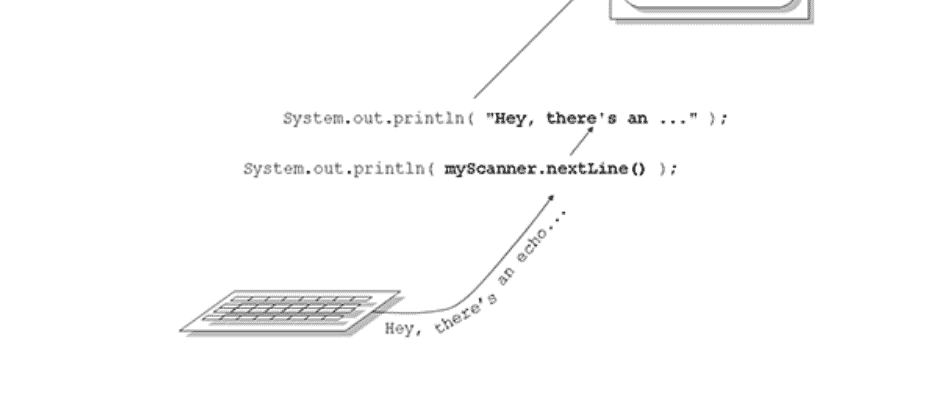 System.out.println( "Hey, there's an ..." );
System.out.println( myScanner.nextLine() );
Hey, there's an echo...